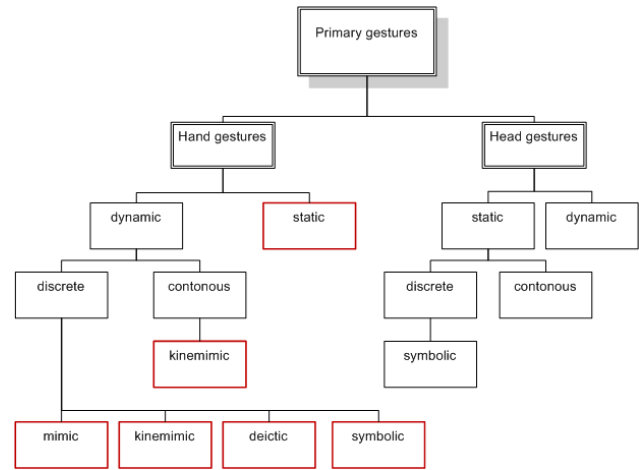 Primary gestures
Hand gestures
Head gestures
dynamic
static
static
dynamic
discrete
contonous
discrete
contonous
kinemimic
symbolic
mimic
kinemimic
deictic
symbolic